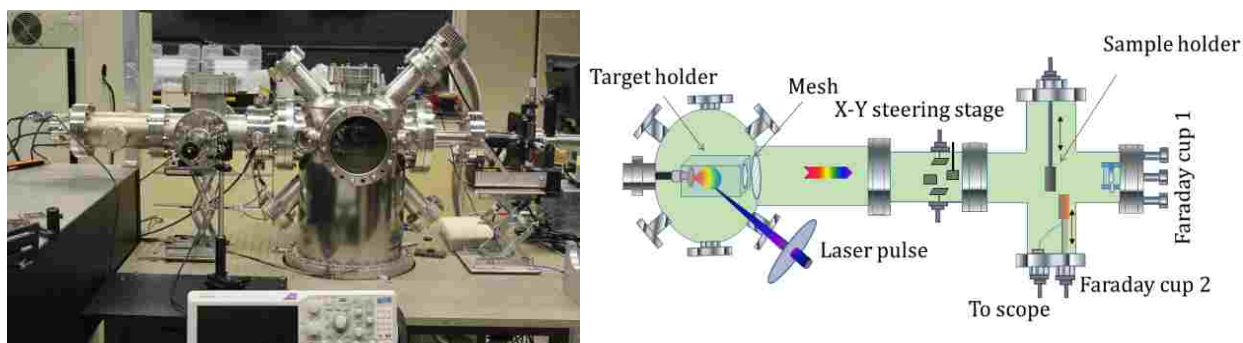 Sample holder
Target holder
Mesh
X-Y steering stage
Faraday cup 1
Laser pulse
Faraday cup 2
To scope